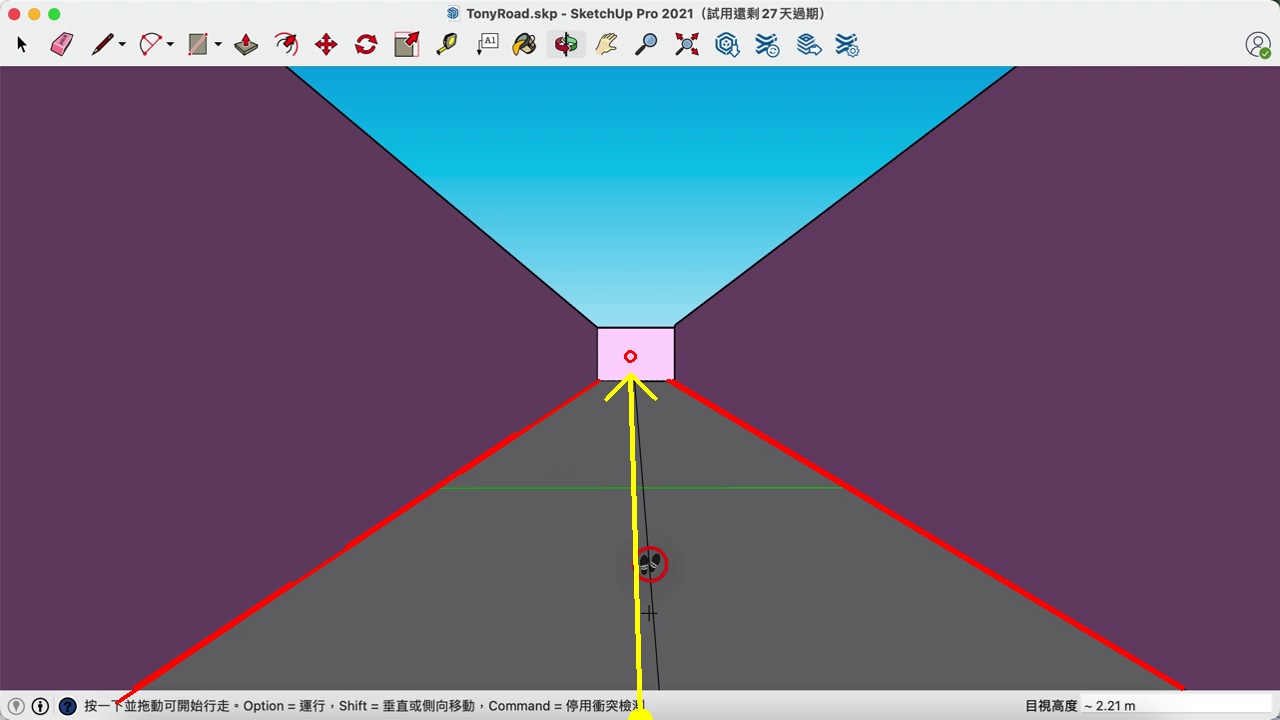 TonyRoad.skp - SketchUp Pro 2021（試用還剩 27 天過期）
A1
按一下並拖動可開始行走。Option = 運行，Shift = 垂直或側向移動，Command = 停用衝突檢測
目視高度 ~ 2.21 m